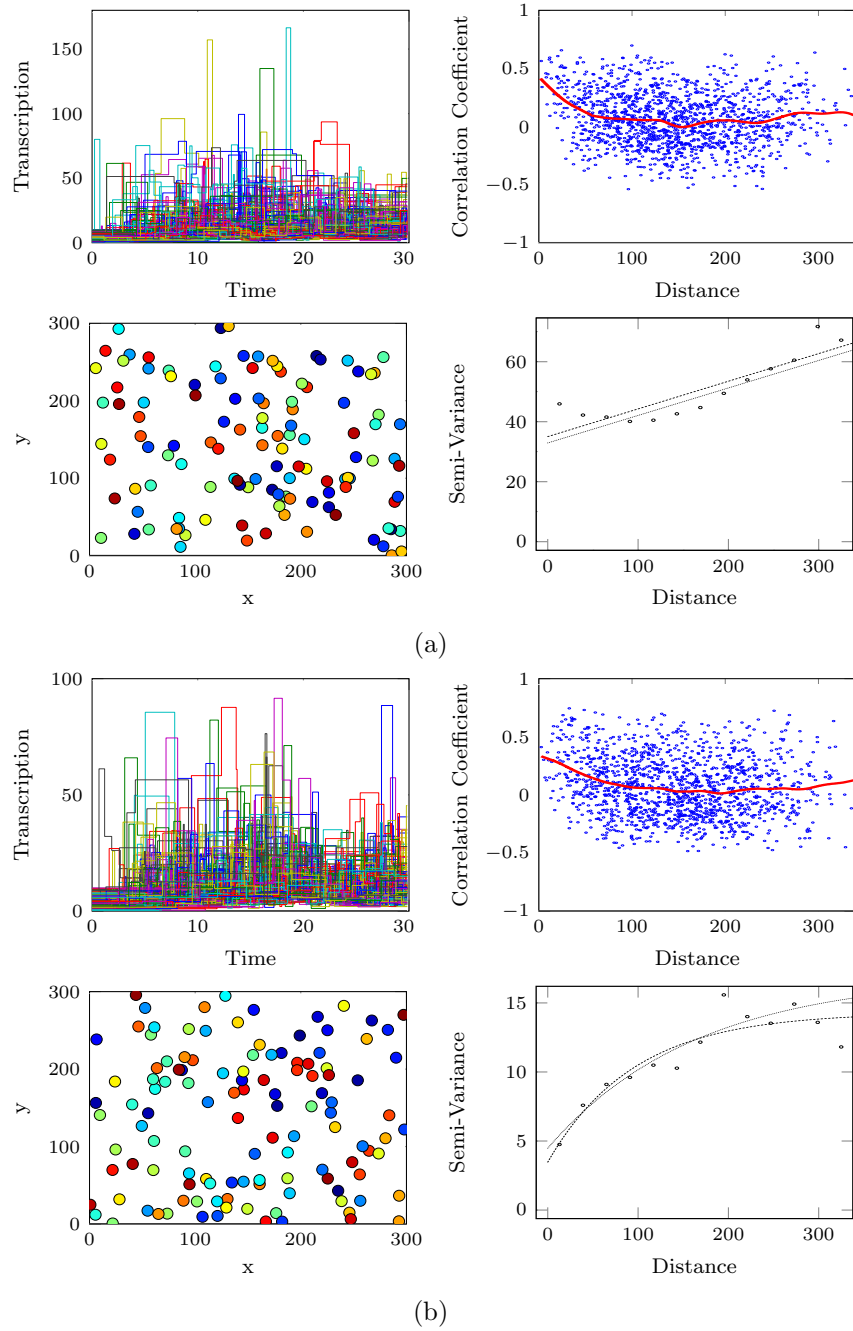 Transcription
150
100
50
0
0 10 20 30
Time
Correlation Coefficient
1
0.5
0
−0.5
−1
0 100 200 300
Distance
y
300
200
100
0
0 100 200 300
x
Semi-Variance
60
40
20
0
0 100 200 300
Distance
(a)
Transcription
100
50
0
0 10 20 30
Time
Correlation Coefficient
1
0.5
0
−0.5
−1
0 100 200 300
Distance
y
300
200
100
0
0 100 200 300
x
Semi-Variance
15
10
5
0
0 100 200 300
Distance
(b)